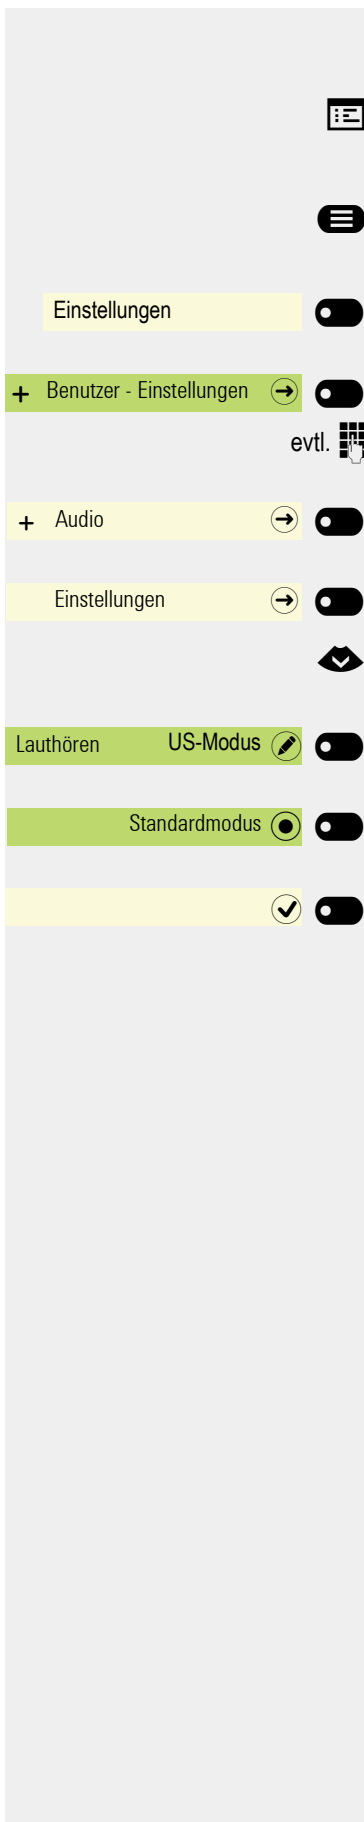 Einstellungen
+ Benutzer - Einstellungen
evtl.
+ Audio
Einstellungen
Lauthören US-Modus
Standardmodus